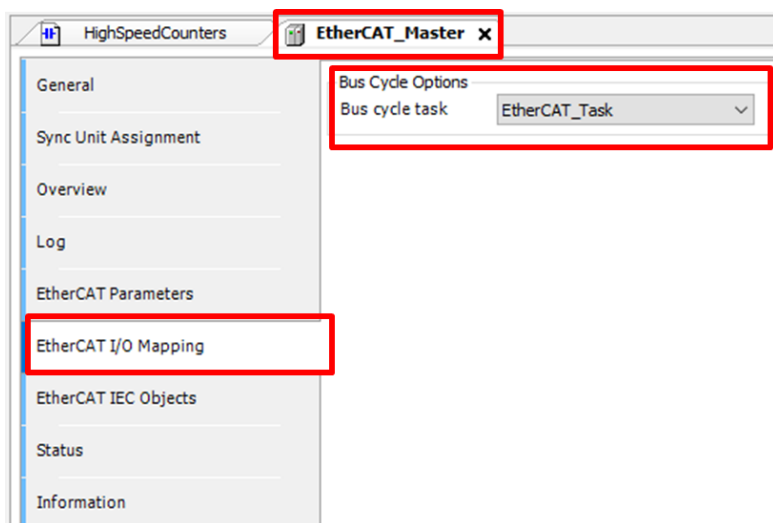 HighSpeedCounters
EtherCAT_Master
General
Sync Unit Assignment
Overview
Log
EtherCAT Parameters
EtherCAT I/O Mapping
EtherCAT IEC Objects
Status
Information
Bus Cycle Options
Bus cycle task EtherCAT_Task